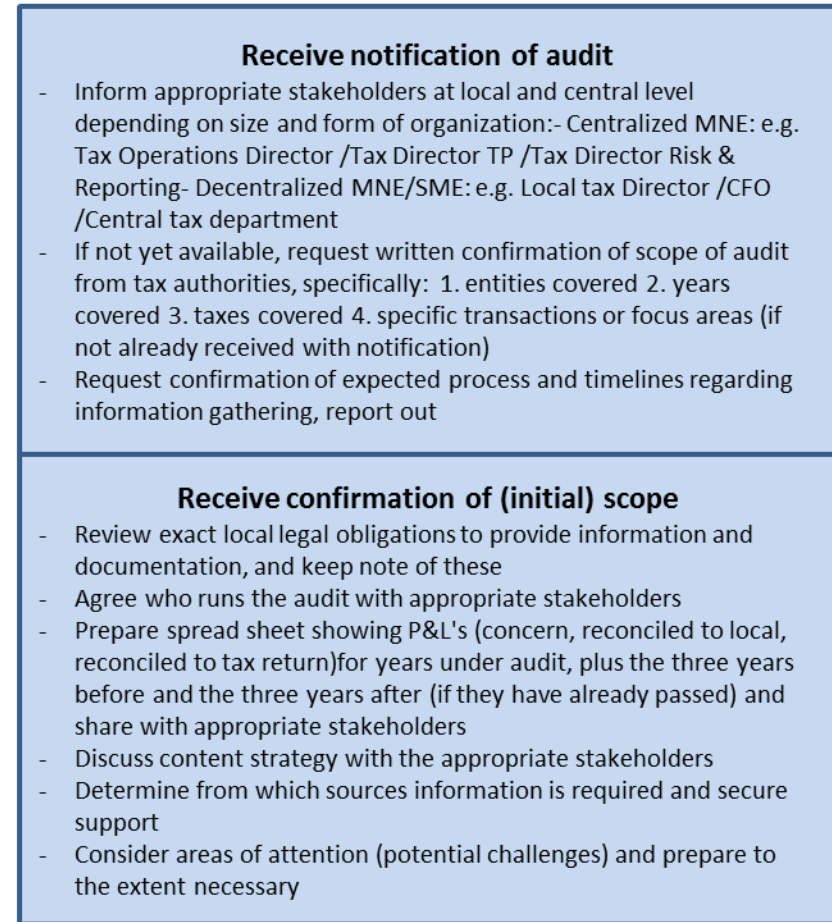 Receive notification of audit
- Inform appropriate stakeholders at local and central level
depending on size and form of organization:- Centralized MNE: e.g.
Tax Operations Director /Tax Director TP /Tax Director Risk &
Reporting- Decentralized MNE/SME: e.g. Local tax Director /CFO
/Central tax department
- If not yet available, request written confirmation of scope of audit
from tax authorities, specifically:  1. entities covered 2. years
covered 3. taxes covered 4. specific transactions or focus areas (if
not already received with notification)
- Request confirmation of expected process and timelines regarding
information gathering, report out
Receive confirmation of (initial) scope
- Review exact local legal obligations to provide information and
documentation, and keep note of these
- Agree who runs the audit with appropriate stakeholders
- Prepare spread sheet showing P&L's (concern, reconciled to local,
reconciled to tax return)for years under audit, plus the three years
before and the three years after (if they have already passed) and
share with appropriate stakeholders
- Discuss content strategy with the appropriate stakeholders
- Determine from which sources information is required and secure
support
- Consider areas of attention (potential challenges) and prepare to
the extent necessary